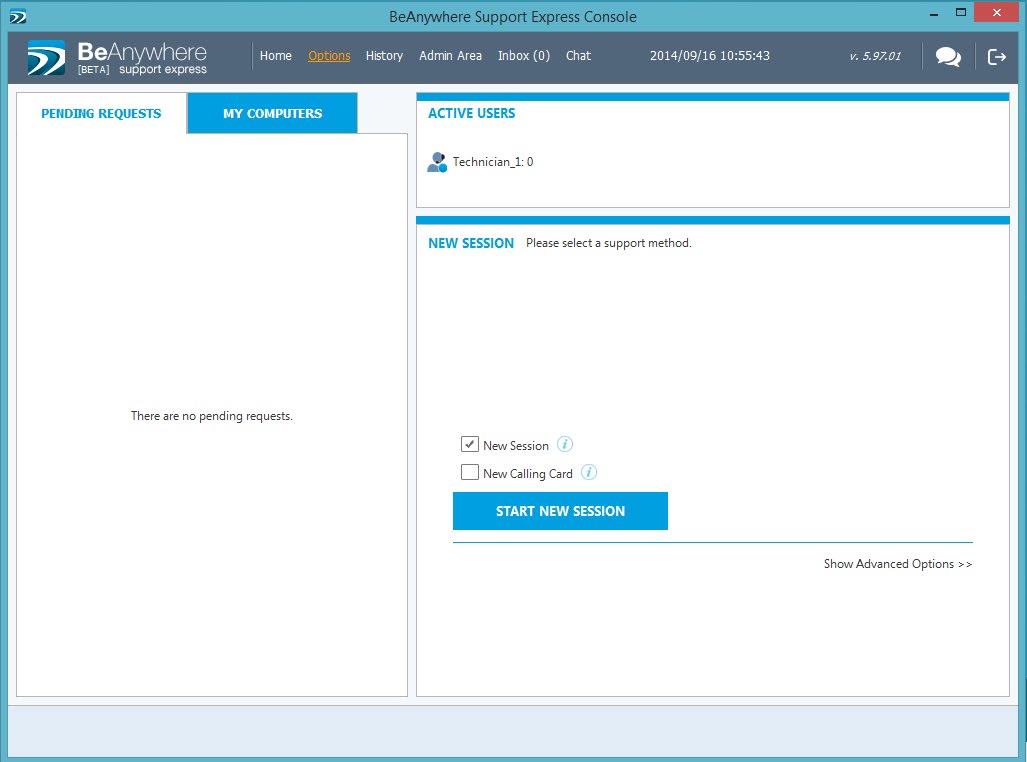 BeAnywhere Support Express Console
BeAnywhere
[BETA] support express
Home Options History Admin Area Inbox (0) Chat 2014/09/16 10:55:43 v. 5.97.01
PENDING REQUESTS MY COMPUTERS
ACTIVE USERS
Technician_1: 0
NEW SESSION Please select a support method.
There are no pending requests.
New Session i
New Calling Card i
START NEW SESSION
Show Advanced Options >>